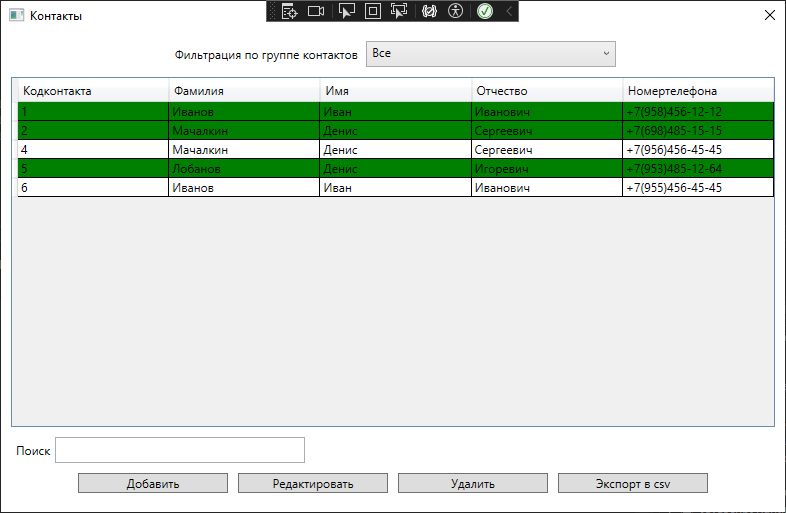 Контакты
Фильтрация по группе контактов Все
Кодконтакта Фамилия Имя Отчество Номертелефона
1 Иванов Иван Иванович +7(958)456-12-12
2 Мачалкин Денис Сергеевич +7(698)485-15-15
4 Мачалкин Денис Сергеевич +7(956)456-45-45
5 Лобанов Денис Игоревич +7(953)485-12-64
6 Иванов Иван Иванович +7(955)456-45-45
Поиск
Добавить Редактировать Удалить Экспорт в csv